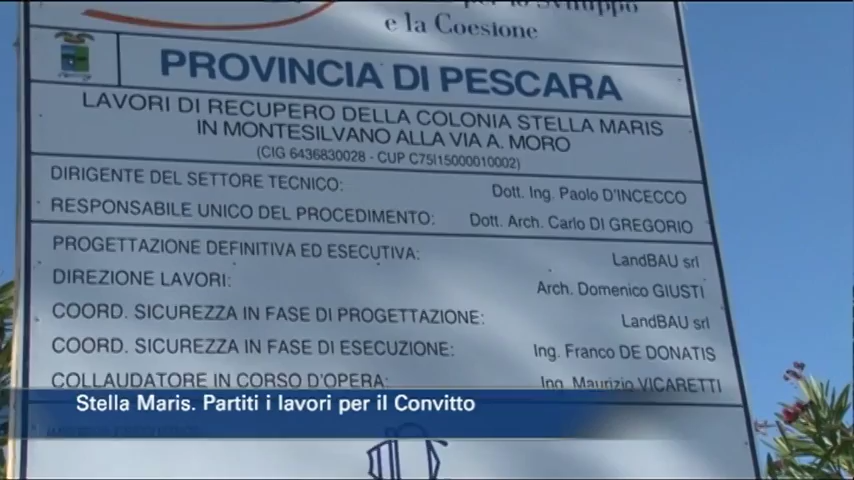 e la Coesione
PROVINCIA DI PESCARA
LAVORI DI RECUPERO DELLA COLONIA STELLA MARIS
IN MONTESILVANO ALLA VIA A. MORO
(CIG 6436830028 - CUP C75I15000010002)
DIRIGENTE DEL SETTORE TECNICO: Dott. Ing. Paolo D'INCECCO
RESPONSABILE UNICO DEL PROCEDIMENTO: Dott. Arch. Carlo DI GREGORIO
PROGETTAZIONE DEFINITIVA ED ESECUTIVA: LandBAU srl
DIREZIONE LAVORI: Arch. Domenico GIUSTI
COORD. SICUREZZA IN FASE DI PROGETTAZIONE: LandBAU srl
COORD. SICUREZZA IN FASE DI ESECUZIONE: Ing. Franco DE DONATIS
COLLAUDATORE IN CORSO D'OPERA: Ing. Maurizio VICARETTI
Stella Maris. Partiti i lavori per il Convitto